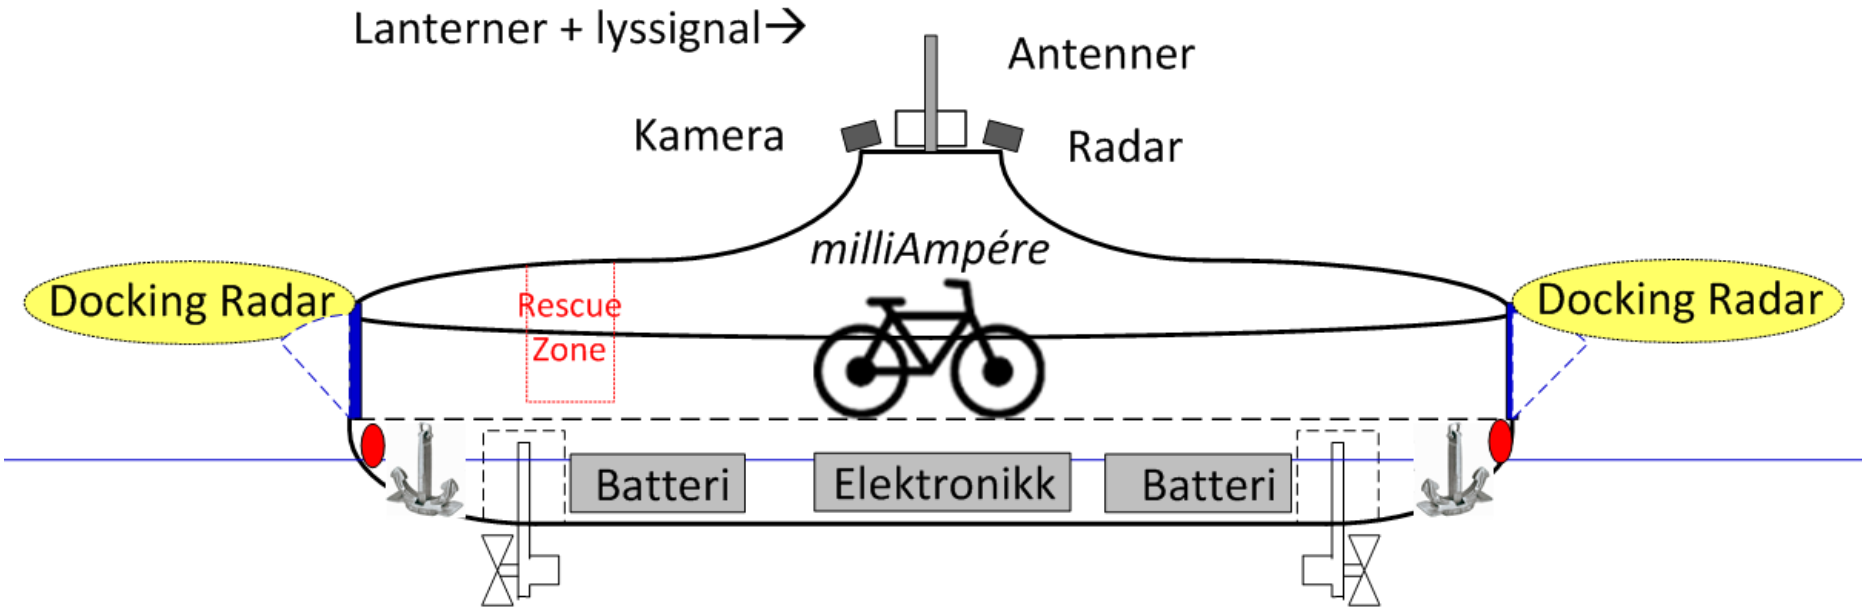 Lanterner + lyssignal→
Antenner
Kamera
Radar
milliAmpére
Docking Radar
Rescue
Zone
Docking Radar
Batteri
Elektronikk
Batteri